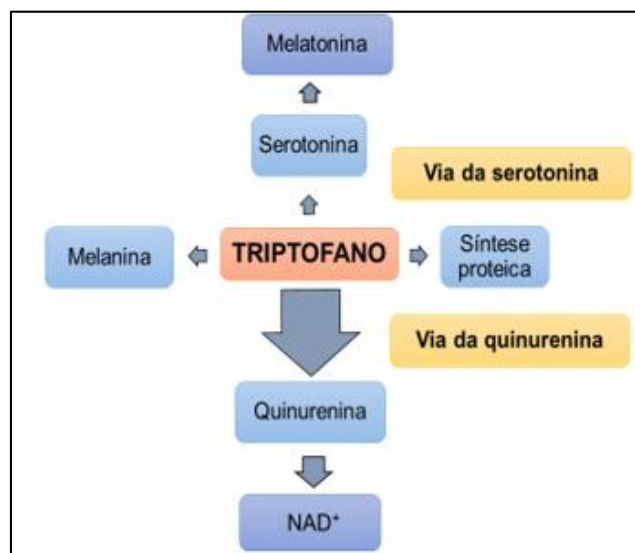 Melatonina
Serotonina
Via da serotonina
Melanina
TRIPTOFANO
Síntese
proteica
Via da quinurenina
Quinurenina
NAD⁺